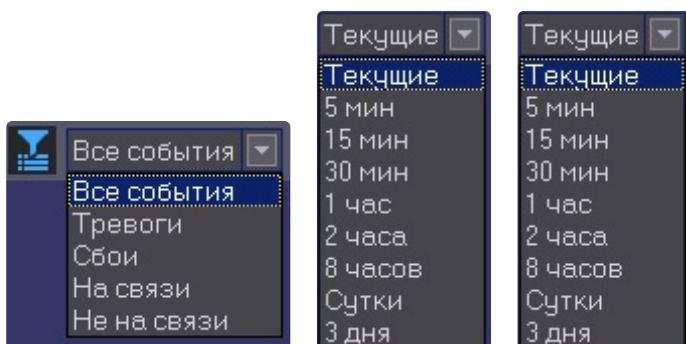 Все события
Все события
Тревоги
Сбои
На связи
Не на связи
Текущие
Текущие
5 мин
15 мин
30 мин
1 час
2 часа
8 часов
Сутки
3 дня
Текущие
Текущие
5 мин
15 мин
30 мин
1 час
2 часа
8 часов
Сутки
3 дня